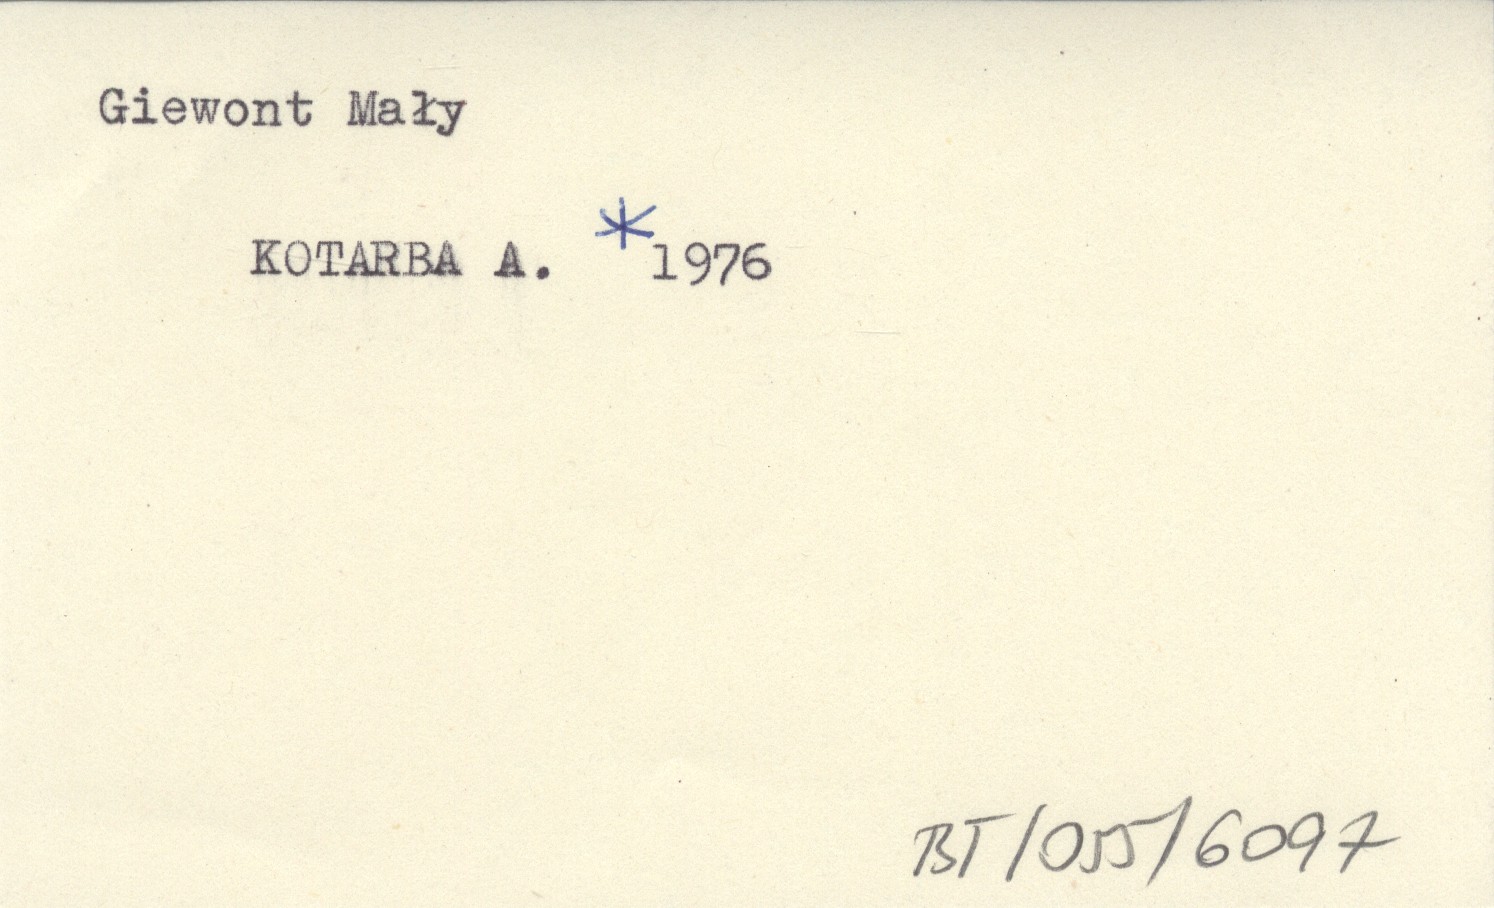 Giewont Mały
KOTARBA A. *1976
BT/055/6097